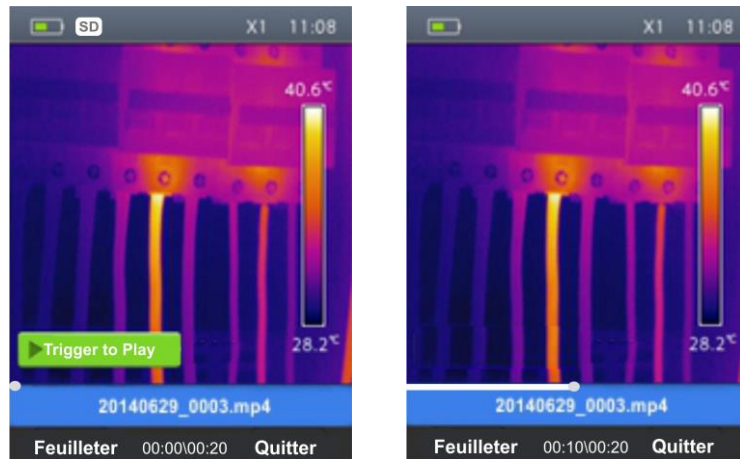 SD X1 11:08
40.6℃
Trigger to Play
28.2℃
20140629_0003.mp4
Feuilleter 00:00\00:20 Quitter
X1 11:08
40.6℃
28.2℃
20140629_0003.mp4
Feuilleter 00:10\00:20 Quitter